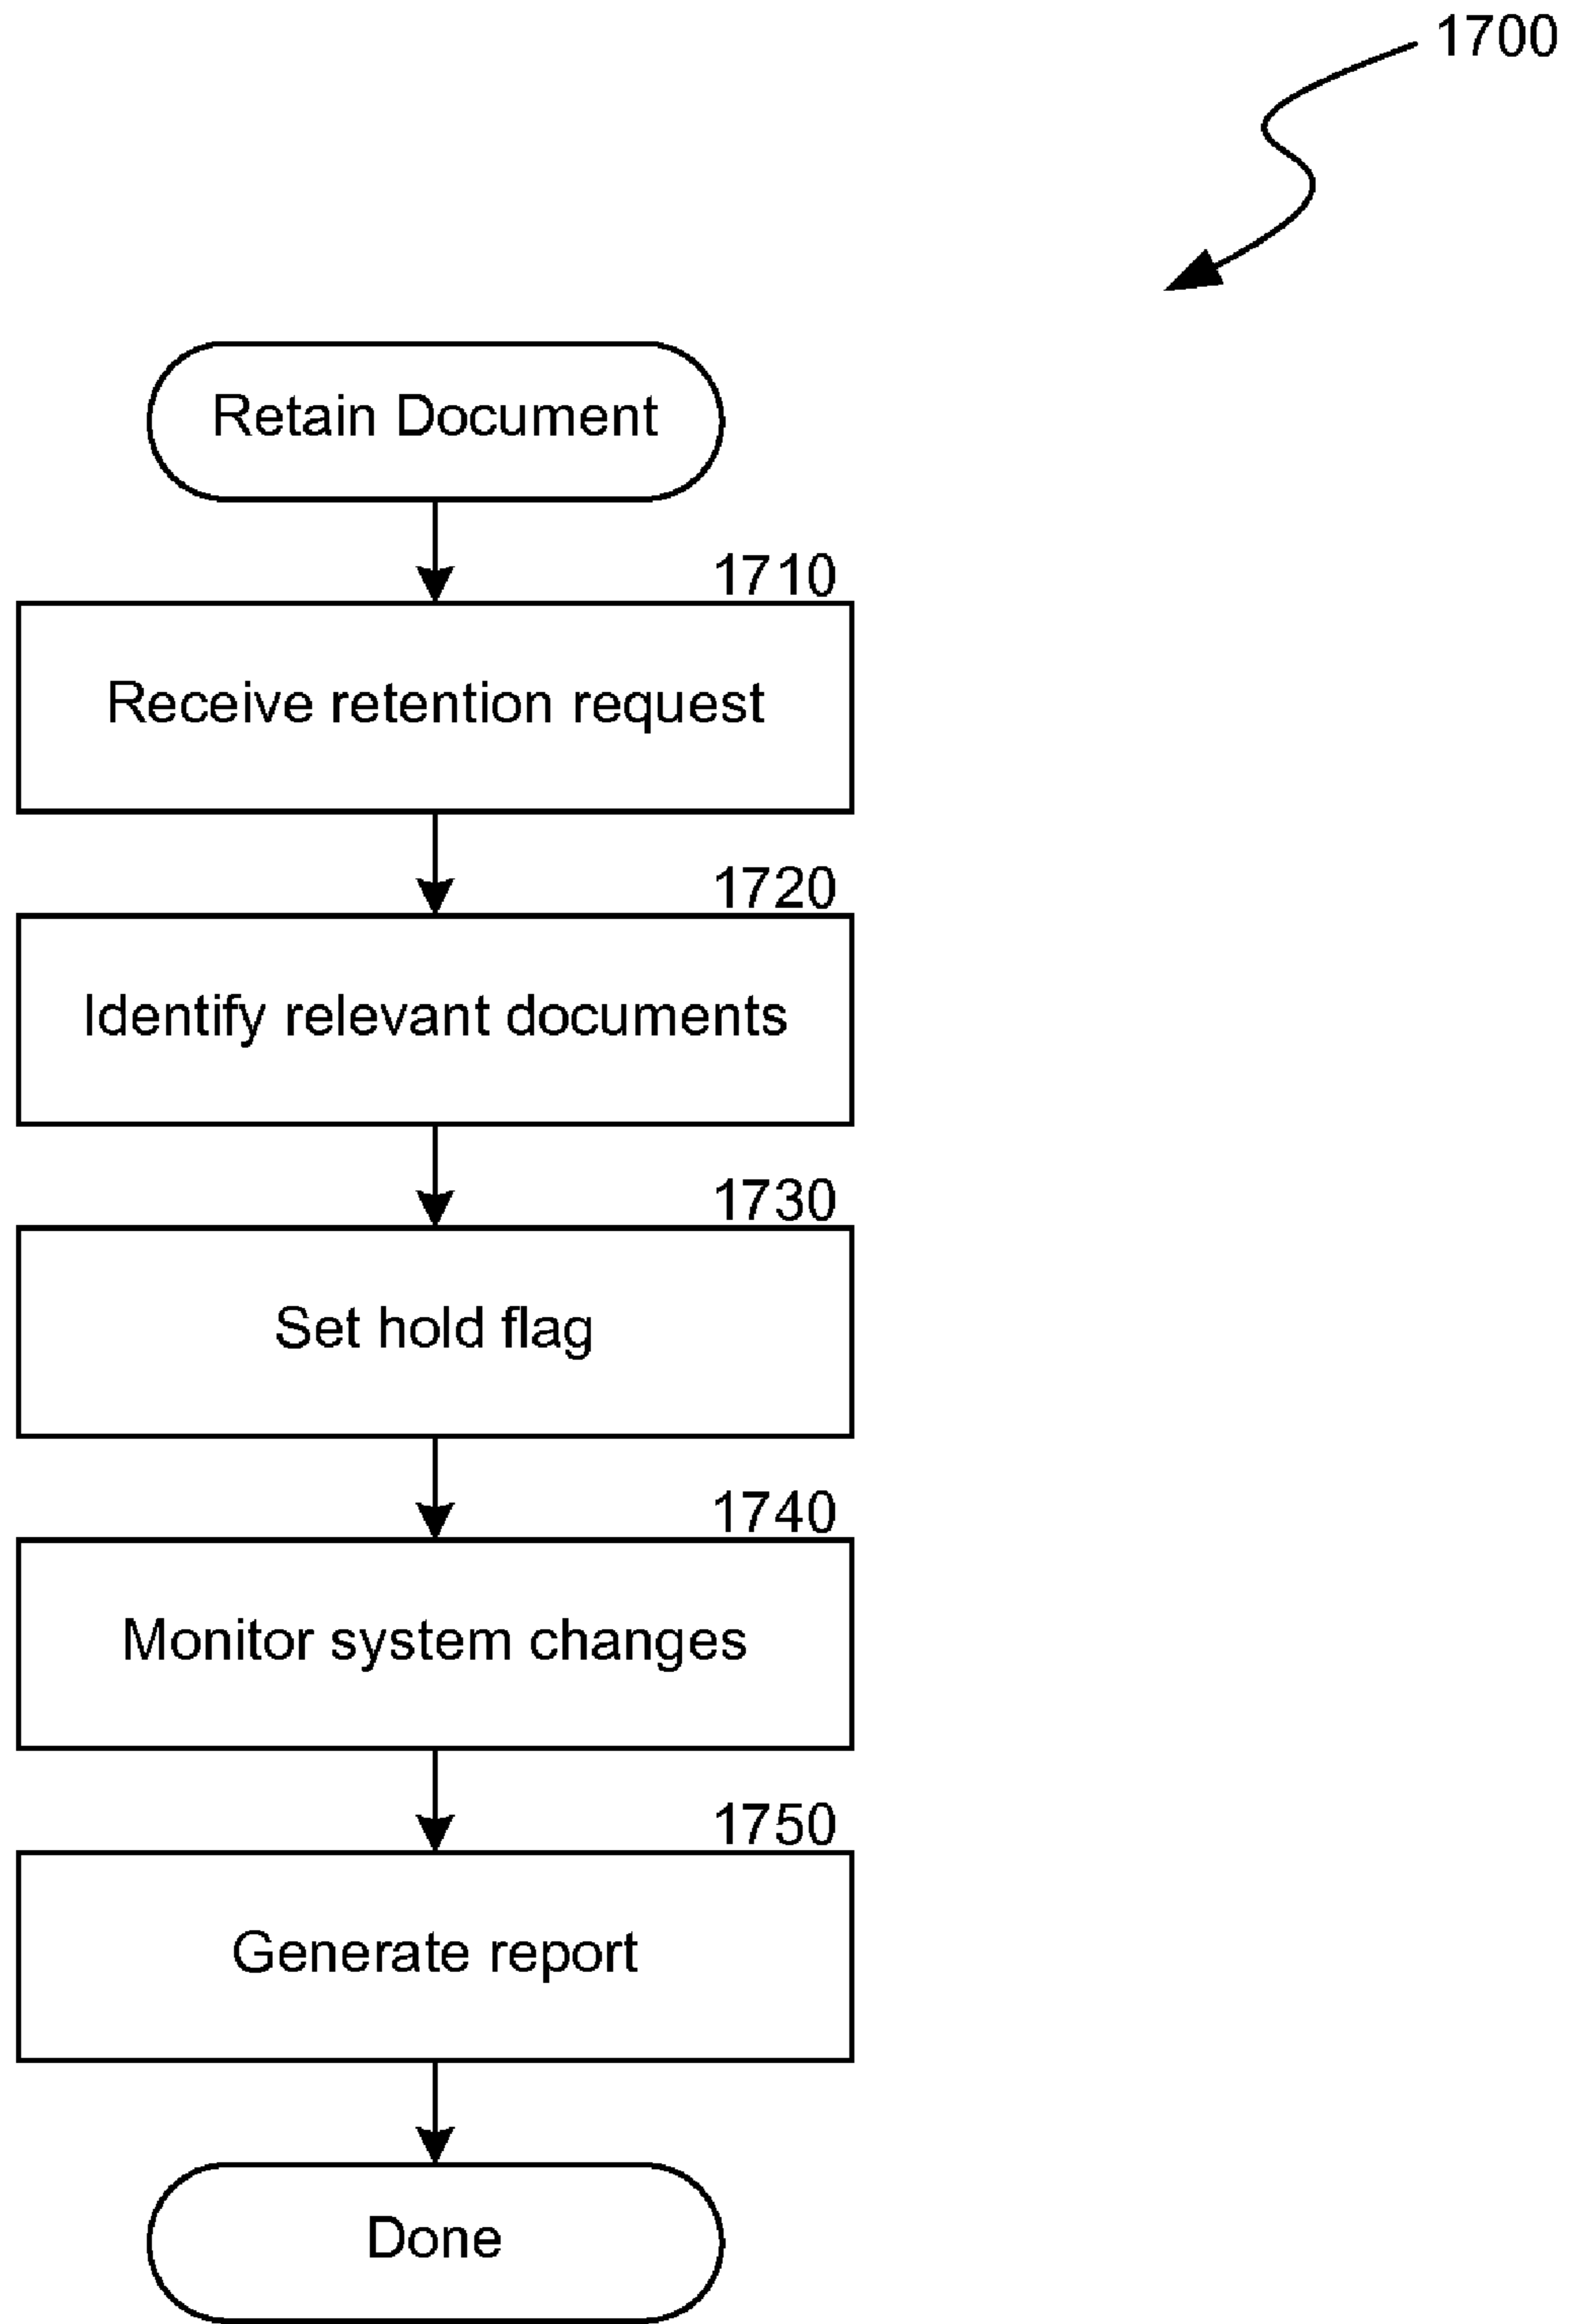 1700
Retain Document
1710
Receive retention request
1720
Identify relevant documents
1730
Set hold flag
1740
Monitor system changes
1750
Generate report
Done